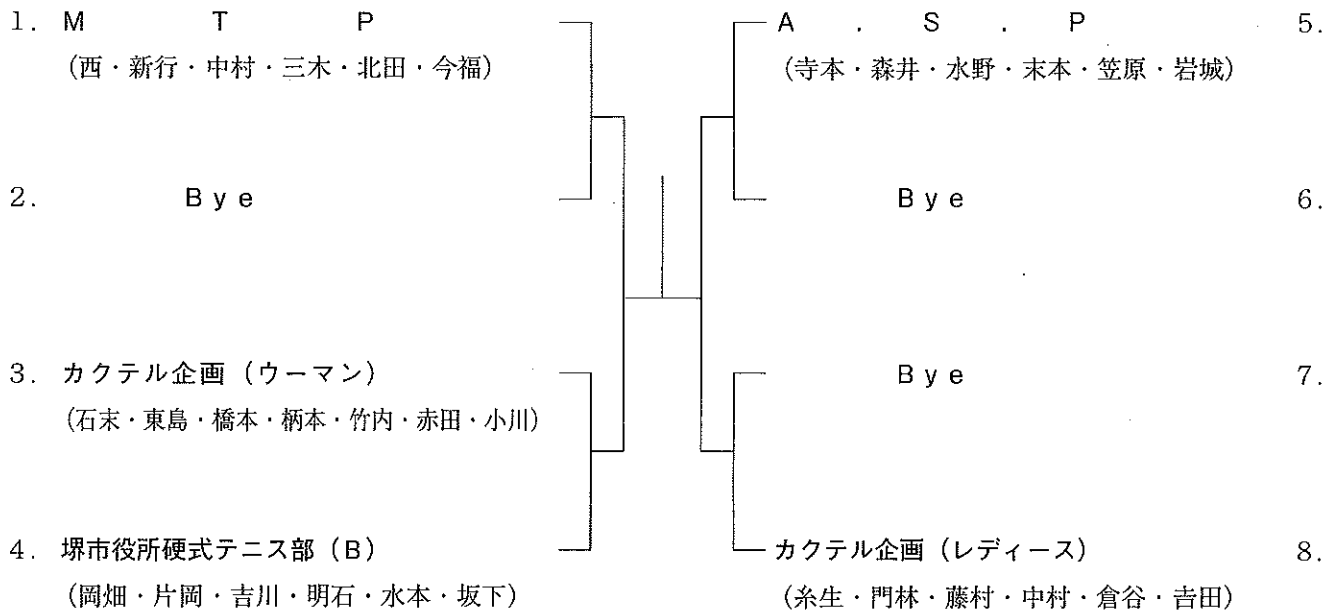 1. M T P
(西・新行・中村・三木・北田・今福)
2. Bye
3. カクテル企画(ウーマン)
(石末・東島・橋本・柄本・竹内・赤田・小川)
4. 堺市役所硬式テニス部(B)
(岡畑・片岡・吉川・明石・水本・坂下)
A . S . P 5.
(寺本・森井・水野・末本・笠原・岩城)
Bye 6.
Bye 7.
カクテル企画(レディース) 8.
(糸生・門林・藤村・中村・倉谷・𠮷田)